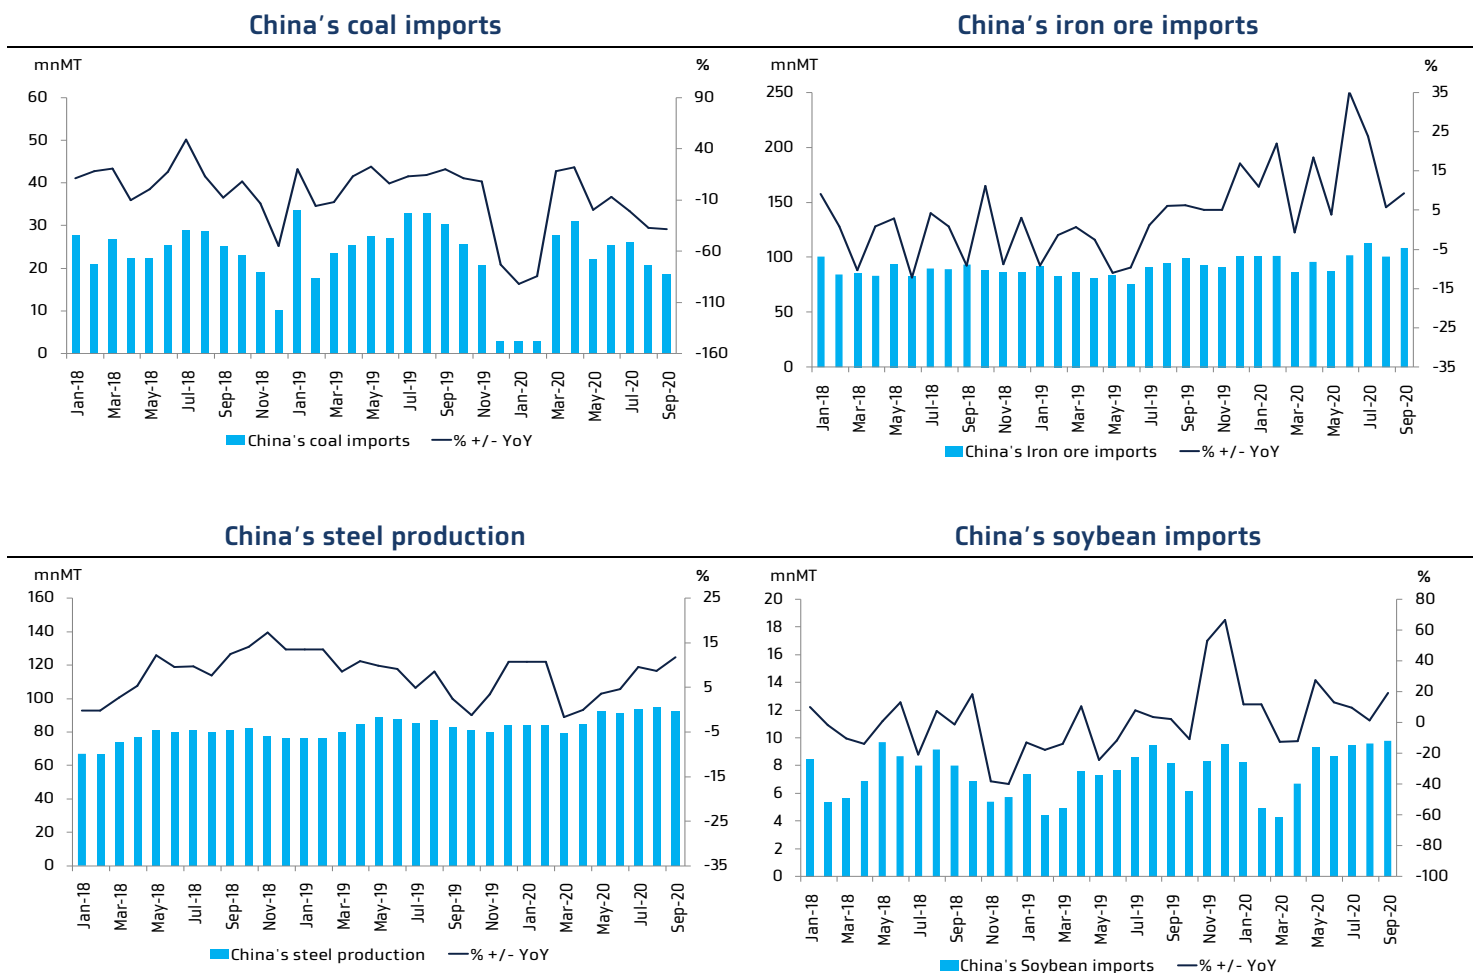 China's coal imports
mnMT
%
60
50
40
30
20
10
0
90
40
-10
-60
-110
-160
Jan-18
Mar-18
May-18
Jul-18
Sep-18
Nov-18
Jan-19
Mar-19
May-19
Jul-19
Sep-19
Nov-19
Jan-20
Mar-20
May-20
Jul-20
Sep-20
China's coal imports
% +/- YoY
China's iron ore imports
mnMT
%
250
200
150
100
50
0
35
25
15
5
-5
-15
-25
-35
Jan-18
Mar-18
May-18
Jul-18
Sep-18
Nov-18
Jan-19
Mar-19
May-19
Jul-19
Sep-19
Nov-19
Jan-20
Mar-20
May-20
Jul-20
Sep-20
China's Iron ore imports
% +/- YoY
China's steel production
mnMT
%
160
140
120
100
80
60
40
20
0
25
15
5
-5
-15
-25
-35
Jan-18
Mar-18
May-18
Jul-18
Sep-18
Nov-18
Jan-19
Mar-19
May-19
Jul-19
Sep-19
Nov-19
Jan-20
Mar-20
May-20
Jul-20
Sep-20
China's steel production
% +/- YoY
China's soybean imports
mnMT
%
20
18
16
14
12
10
8
6
4
2
0
80
60
40
20
0
-20
-40
-60
-80
-100
Jan-18
Mar-18
May-18
Jul-18
Sep-18
Nov-18
Jan-19
Mar-19
May-19
Jul-19
Sep-19
Nov-19
Jan-20
Mar-20
May-20
Jul-20
Sep-20
China's Soybean imports
% +/- YoY